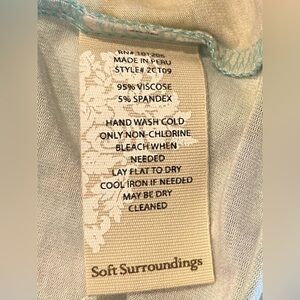 RN# 101206
MADE IN PERU
STYLE# 2CT09
95% VISCOSE
5% SPANDEX
HAND WASH COLD
ONLY NON-CHLORINE
BLEACH WHEN
NEEDED
LAY FLAT TO DRY
COOL IRON IF NEEDED
MAY BE DRY
CLEANED
Soft Surroundings